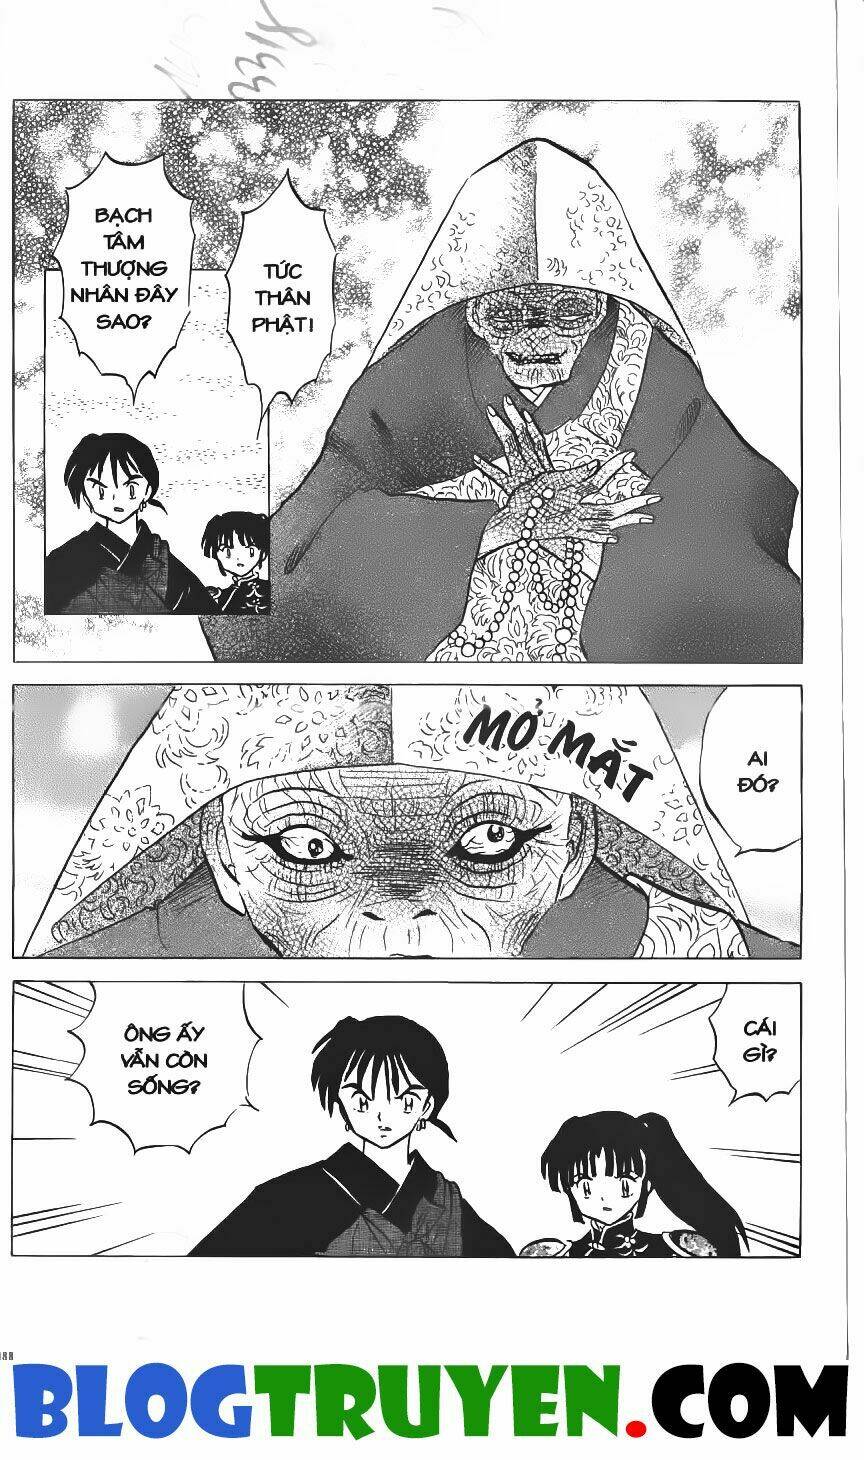 BẠCH
TÂM
THƯỢNG
NHÂN ĐÂY
SAO?
TỨC
THÂN
PHẬT!
MỞ MẮT
AI
ĐÓ?
ÔNG ẤY
VẪN CÒN
SỐNG?
CÁI
GÌ?
188
BLOGTRUYEN.COM